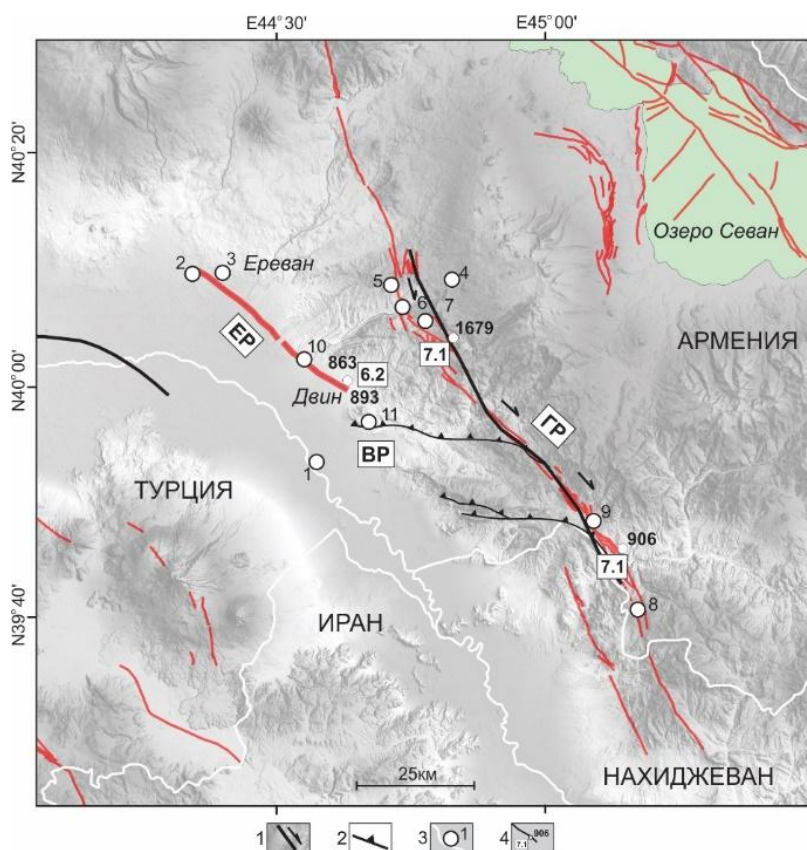 E44°30'
E45°00'
N40°20'
Озеро Севан
2
3
Ереван
5
4
6
7
АРМЕНИЯ
1679
7.1
ЕР
10
863
6.2
N40°00'
Двин
893
11
ГР
ВР
1
ТУРЦИЯ
9
906
7.1
8
N39°40'
ИРАН
25км
НАХИДЖЕВАН
1
2
3
1
4
906
7.1